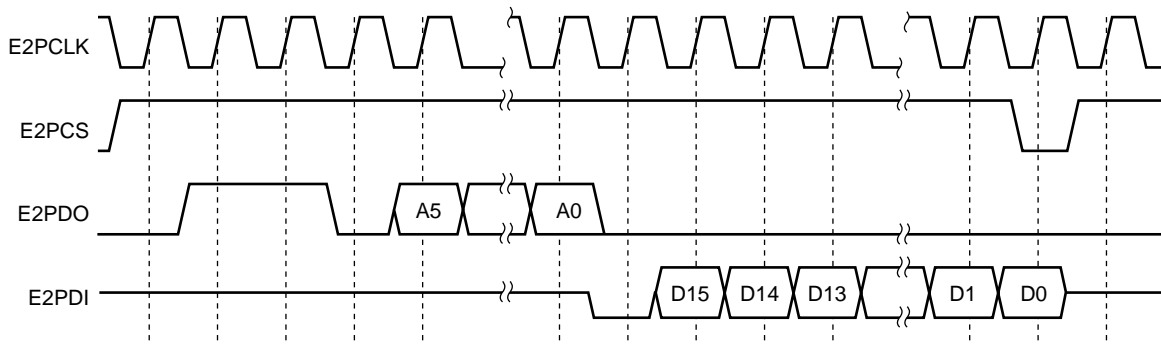 E2PCLK
E2PCS
E2PDO
A5
A0
E2PDI
D15
D14
D13
D1
D0